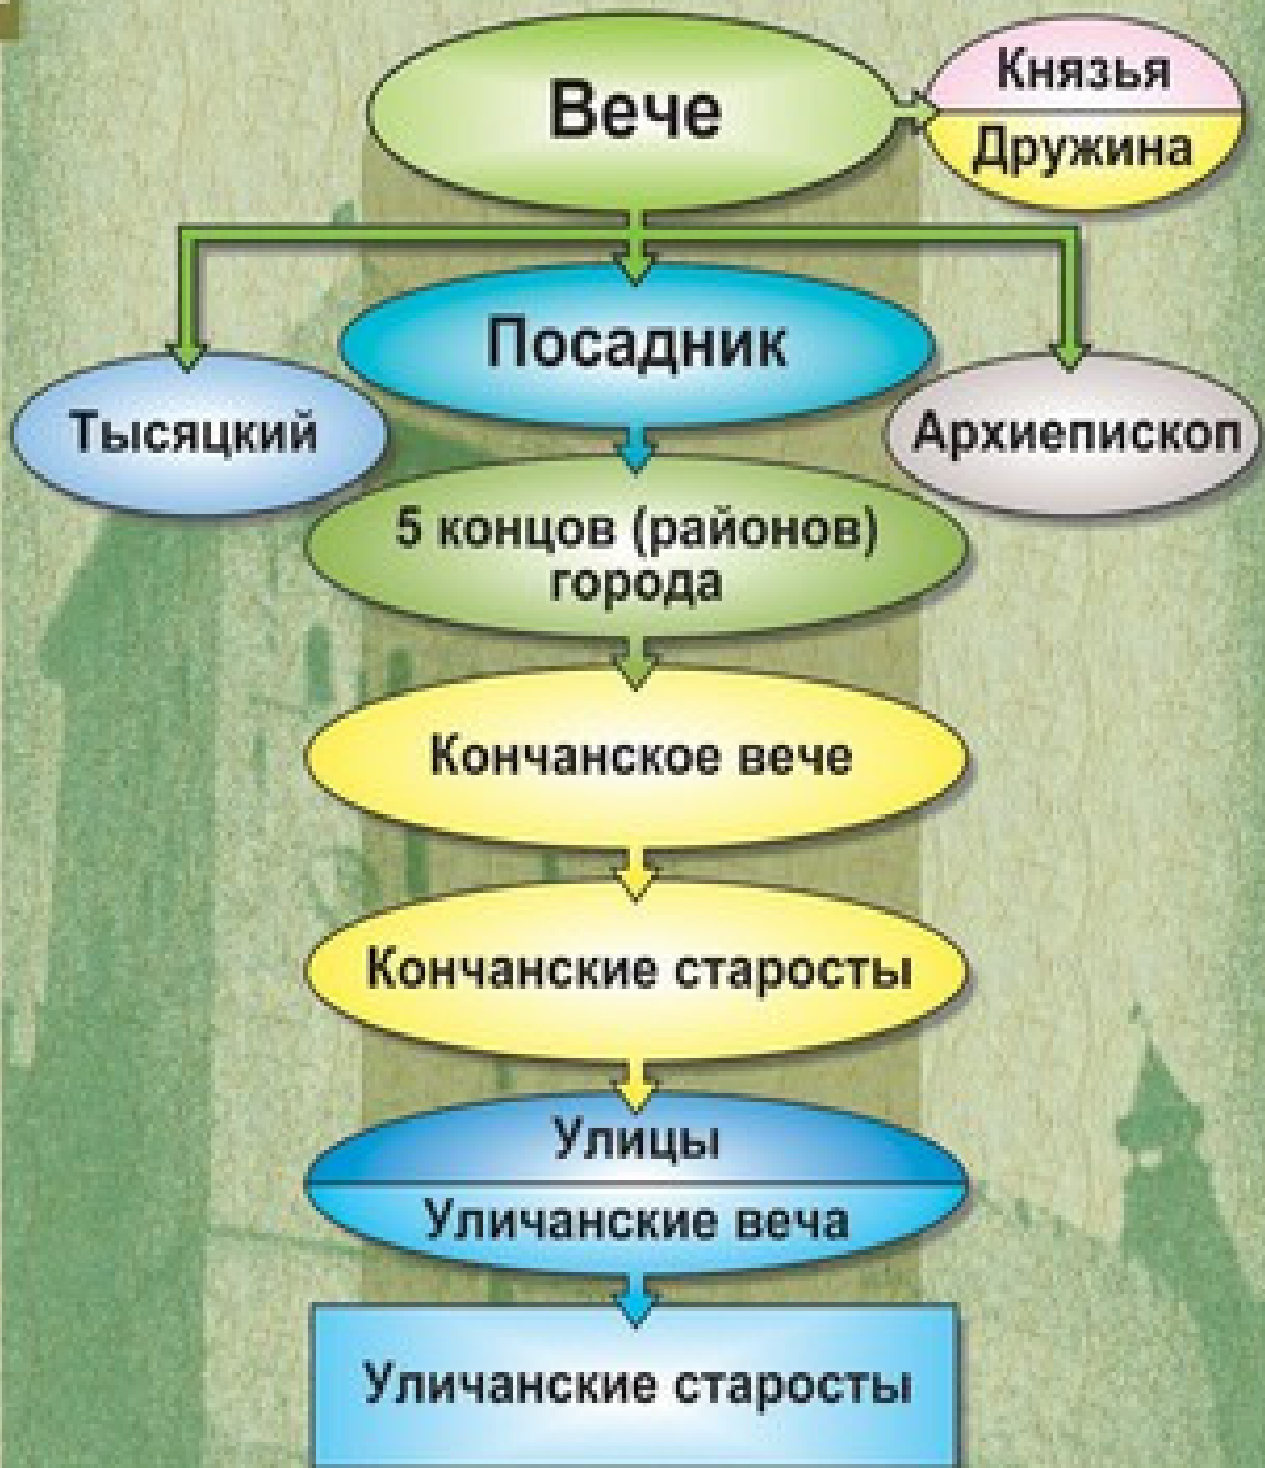 Вече
Князья
Дружина
Посадник
Тысяцкий
Архиепископ
5 концов (районов)
города
Кончанское вече
Кончанские старосты
Улицы
Уличанские веча
Уличанские старосты